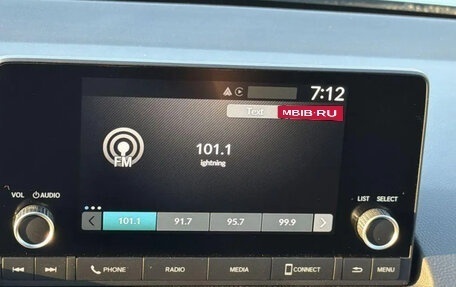 7:12
Text
MBIB.RU
101.1
ightning
FM
VOL AUDIO
LIST SELECT
101.1 91.7 95.7 99.9
PHONE RADIO MEDIA CONNECT MENU